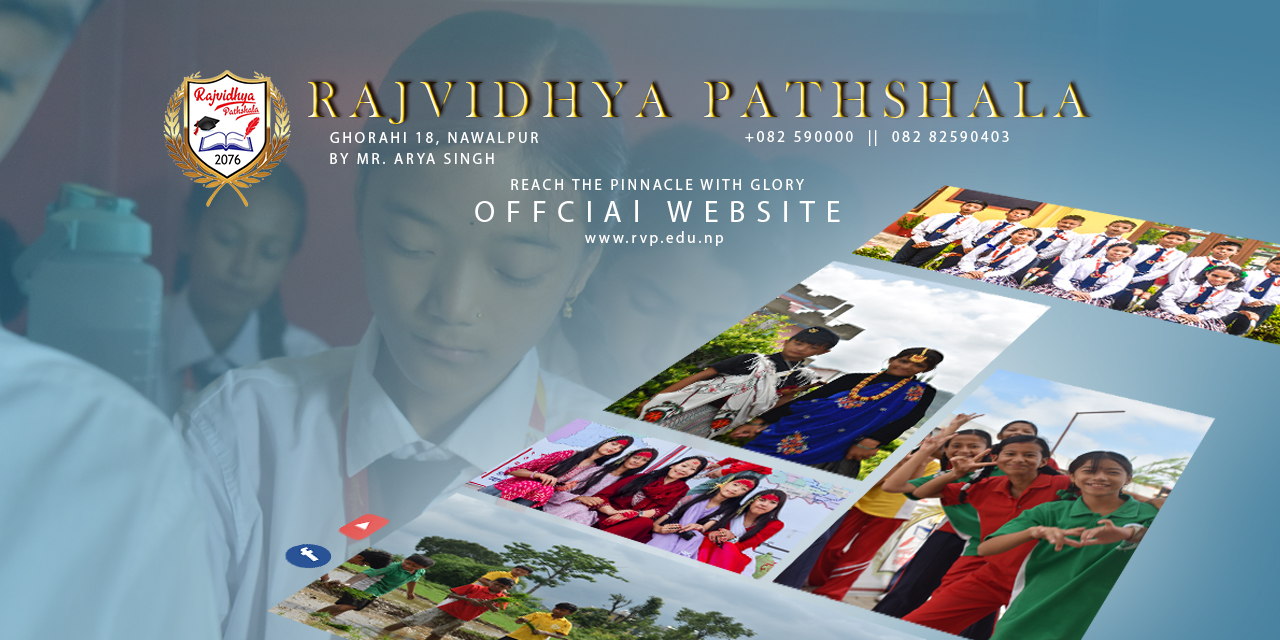 Rajvidhya
Pathshala
2076
RAJVIDHYA PATHSHALA
GHORAHI 18, NAWALPUR
BY MR. ARYA SINGH
+082 590000 || 082 82590403
REACH THE PINNACLE WITH GLORY
OFFCIAl WEBSITE
www.rvp.edu.np
f